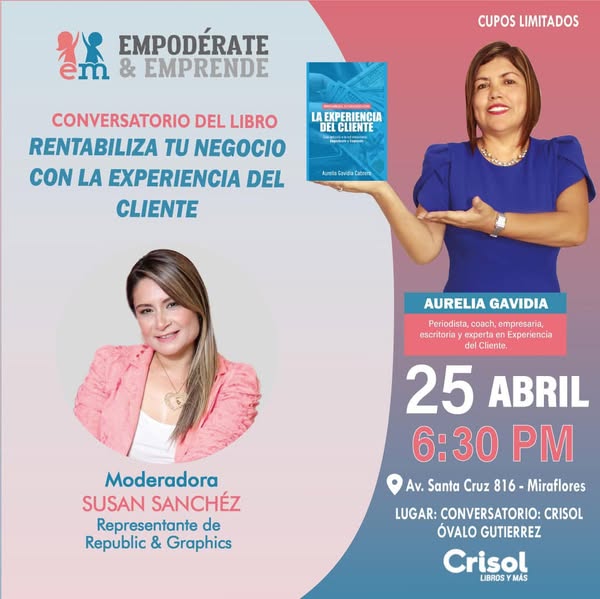 em
EMPODÉRATE
& EMPRENDE
CONVERSATORIO DEL LIBRO
RENTABILIZA TU NEGOCIO
CON LA EXPERIENCIA DEL
CLIENTE
Moderadora
SUSAN SANCHÉZ
Representante de
Republic & Graphics
CUPOS LIMITADOS
LA EXPERIENCIA
DEL CLIENTE
Aurelia Gavidia Cabrera
AURELIA GAVIDIA
Periodista, coach, empresaria,
escritoria y experta en Experiencia
del Cliente.
25 ABRIL
6:30 PM
Av. Santa Cruz 816 - Miraflores
LUGAR: CONVERSATORIO: CRISOL
ÓVALO GUTIERREZ
Crisol
LIBROS Y MÁS